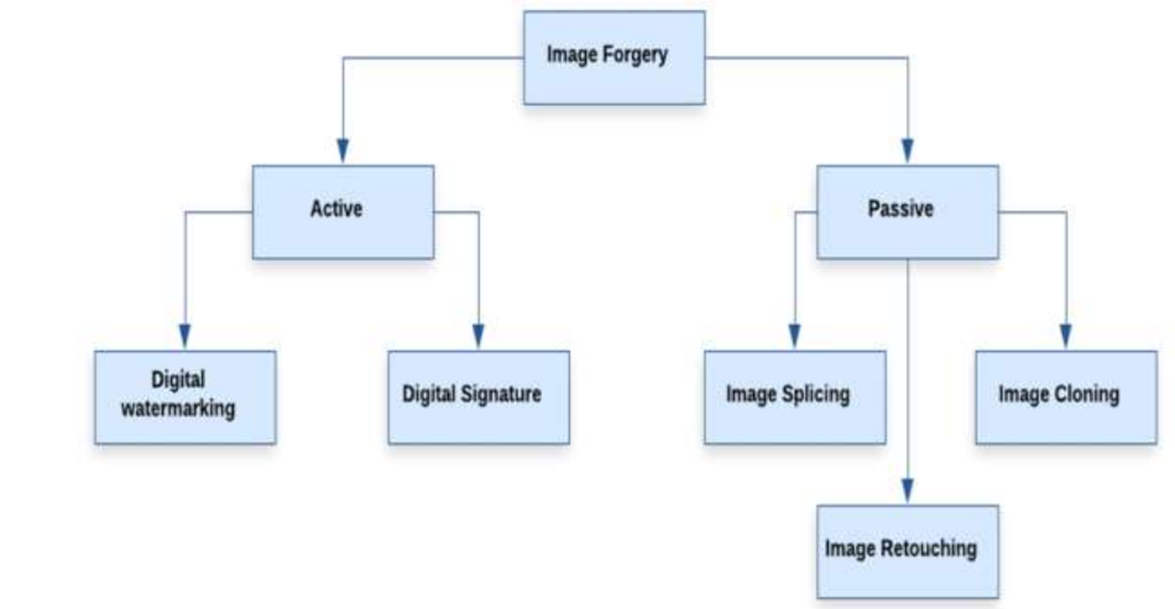 Image Forgery
Active
Passive
Digital
watermarking
Digital Signature
Image Splicing
Image Cloning
Image Retouching